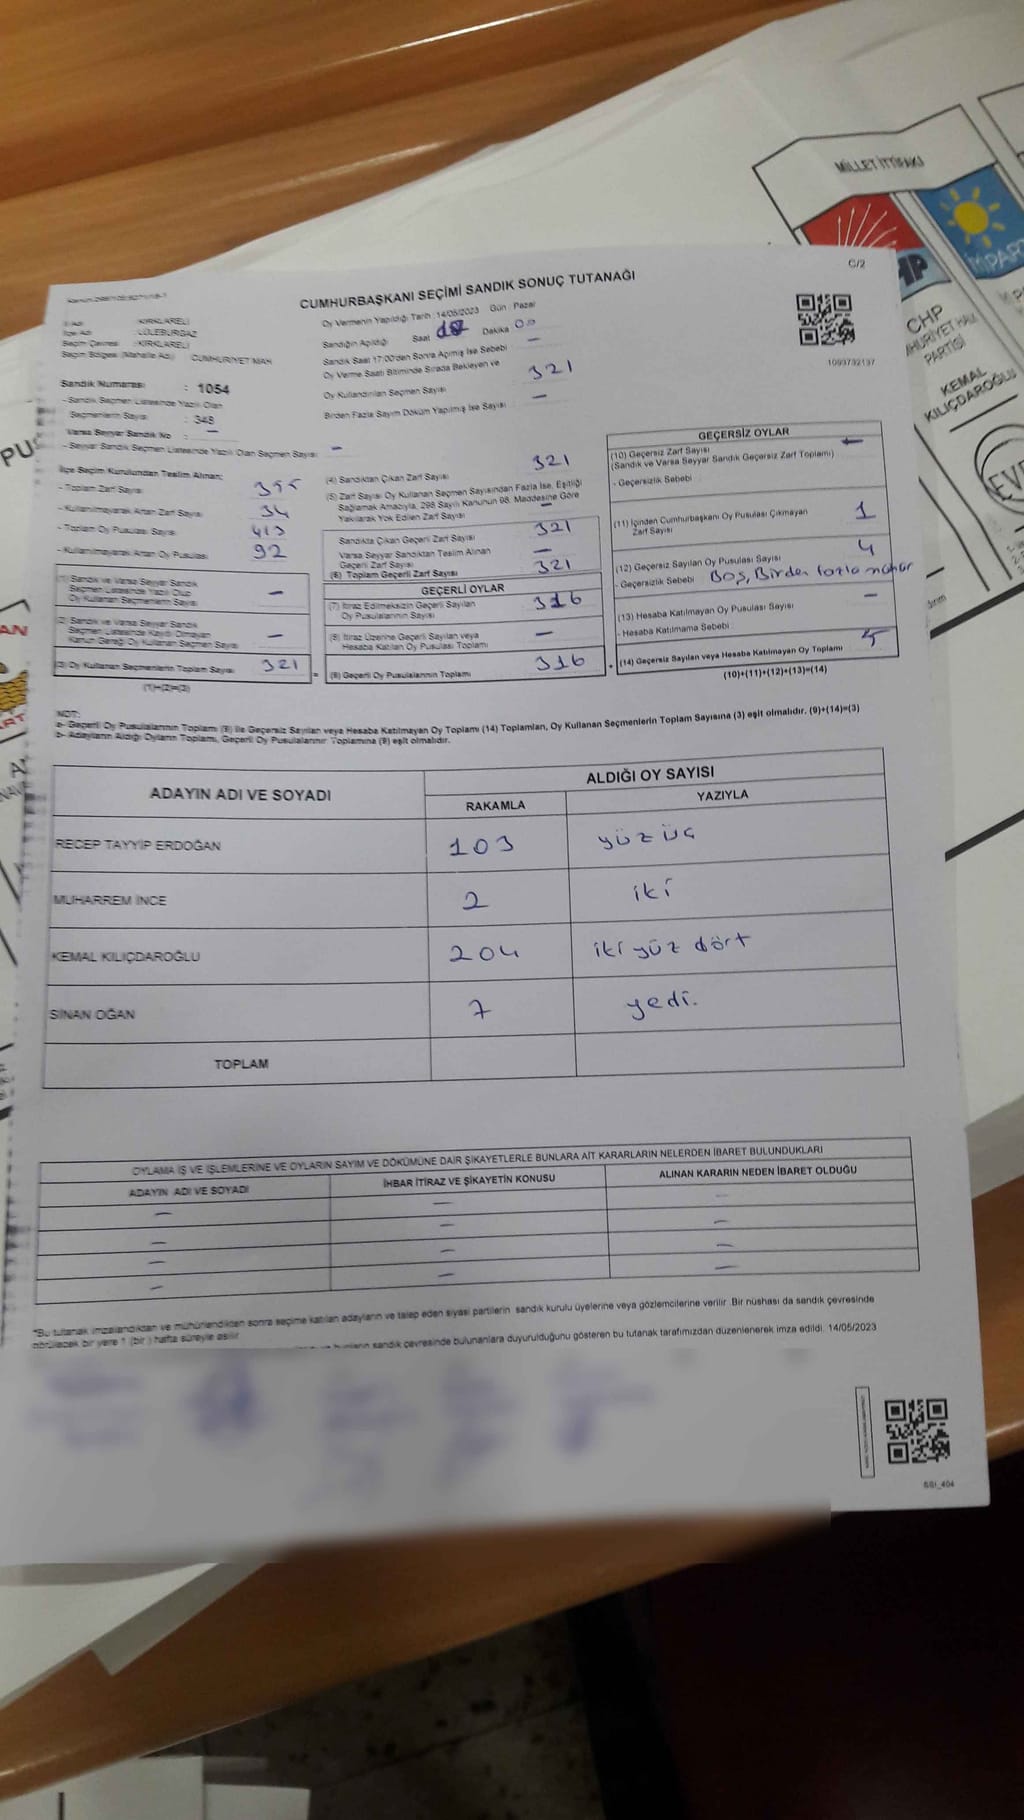 MİLLET İTTİFAKI
CHP
KEMAL
KILIÇDAROĞLU
C/2
CUMHURBAŞKANI SEÇİMİ SANDIK SONUÇ TUTANAĞI
İl Adı : KIRKLARELİ
İlçe Adı : LÜLEBURGAZ
Seçim Çevresi : KIRKLARELİ
Seçim Bölgesi (Mahalle Adı) CUMHURİYET MAH
Sandık Numarası : 1054
- Sandık Seçmen Listesinde Yazılı Olan
Seçmenlerin Sayısı : 348
Varsa Seyyar Sandık No : -
- Seyyar Sandık Seçmen Listesinde Yazılı Olan Seçmen Sayısı : -
Oy Vermenin Yapıldığı Tarih : 14/05/2023 Gün : Pazar
Sandığın Açıldığı Saat Dakika 00
Sandık Saat 17:00'den Sonra Açılmış İse Sebebi -
Oy Verme Saati Bitiminde Sırada Bekleyen ve
Oy Kullandırılan Seçmen Sayısı 321
Birden Fazla Sayım Döküm Yapılmış İse Sayısı -
1093732137
İlçe Seçim Kurulundan Teslim Alınan:
- Toplam Zarf Sayısı 355
- Kullanılmayarak Artan Zarf Sayısı 34
- Toplam Oy Pusulası Sayısı 413
- Kullanılmayarak Artan Oy Pusulası 92
(1) Sandık ve Varsa Seyyar Sandık
Seçmen Listesinde Yazılı Olup
Oy Kullanan Seçmenlerin Sayısı -
(2) Sandık ve Varsa Seyyar Sandık
Seçmen Listesinde Kaydı Olmayan
Kanun Gereği Oy Kullanan Seçmen Sayısı -
(3) Oy Kullanan Seçmenlerin Toplam Sayısı 321
(1)+(2)=(3)
(4) Sandıktan Çıkan Zarf Sayısı 321
(5) Zarf Sayısı Oy Kullanan Seçmen Sayısından Fazla İse, Eşitliği
Sağlamak Amacıyla, 298 Sayılı Kanunun 98. Maddesine Göre
Yakılarak Yok Edilen Zarf Sayısı -
Sandıkta Çıkan Geçerli Zarf Sayısı 321
Varsa Seyyar Sandıktan Teslim Alınan
Geçerli Zarf Sayısı -
(6) Toplam Geçerli Zarf Sayısı 321
GEÇERLİ OYLAR
(7) İtiraz Edilmeksizin Geçerli Sayılan
Oy Pusulalarının Sayısı 316
(8) İtiraz Üzerine Geçerli Sayılan veya
Hesaba Katılan Oy Pusulası Toplamı -
(9) Geçerli Oy Pusulalarının Toplamı 316
GEÇERSİZ OYLAR
(10) Geçersiz Zarf Sayısı -
(Sandık ve Varsa Seyyar Sandık Geçersiz Zarf Toplamı)
- Geçersizlik Sebebi
(11) İçinden Cumhurbaşkanı Oy Pusulası Çıkmayan
Zarf Sayısı 1
(12) Geçersiz Sayılan Oy Pusulası Sayısı 4
- Geçersizlik Sebebi Boş, Birden fazla mühür
(13) Hesaba Katılmayan Oy Pusulası Sayısı -
- Hesaba Katılmama Sebebi
(14) Geçersiz Sayılan veya Hesaba Katılmayan Oy Toplamı 5
(10)+(11)+(12)+(13)=(14)
NOT:
a- Geçerli Oy Pusulalarının Toplamı (9) ile Geçersiz Sayılan veya Hesaba Katılmayan Oy Toplamı (14) Toplamları, Oy Kullanan Seçmenlerin Toplam Sayısına (3) eşit olmalıdır. (9)+(14)=(3)
b- Adayların Aldığı Oyların Toplamı, Geçerli Oy Pusulalarının Toplamına (9) eşit olmalıdır.
ADAYIN ADI VE SOYADI ALDIĞI OY SAYISI
RAKAMLA YAZIYLA
RECEP TAYYİP ERDOĞAN 103 yüzüç
MUHARREM İNCE 2 iki
KEMAL KILIÇDAROĞLU 204 iki yüz dört
SİNAN OĞAN 7 yedi.
TOPLAM
OYLAMA İŞ VE İŞLEMLERİNE VE OYLARIN SAYIM VE DÖKÜMÜNE DAİR ŞİKAYETLERLE BUNLARA AİT KARARLARIN NELERDEN İBARET BULUNDUKLARI
ADAYIN ADI VE SOYADI İHBAR İTİRAZ VE ŞİKAYETİN KONUSU ALINAN KARARIN NEDEN İBARET OLDUĞU
- - -
- - -
- - -
- - -
*Bu tutanak imzalandıktan ve mühürlendikten sonra seçime katılan adayların ve talep eden siyasi partilerin sandık kurulu üyelerine veya gözlemcilerine verilir .Bir nüshası da sandık çevresinde
görülecek bir yere 1 (bir) hafta süreyle asılır
sandık çevresinde bulunanlara duyurulduğunu gösteren bu tutanak tarafımızdan düzenlenerek imza edildi. 14/05/2023
SSI_404